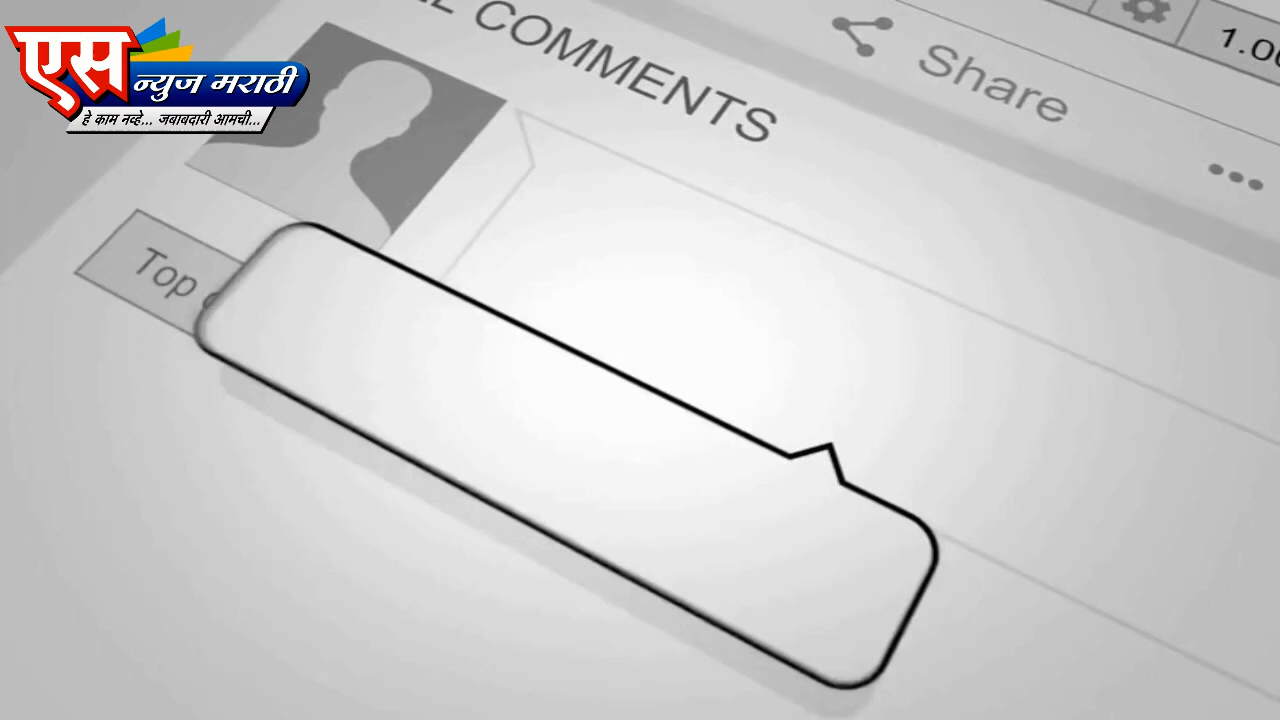 एस
न्युज मराठी
हे काम नव्हे... जबाबदारी आमची...
COMMENTS
Share
Top